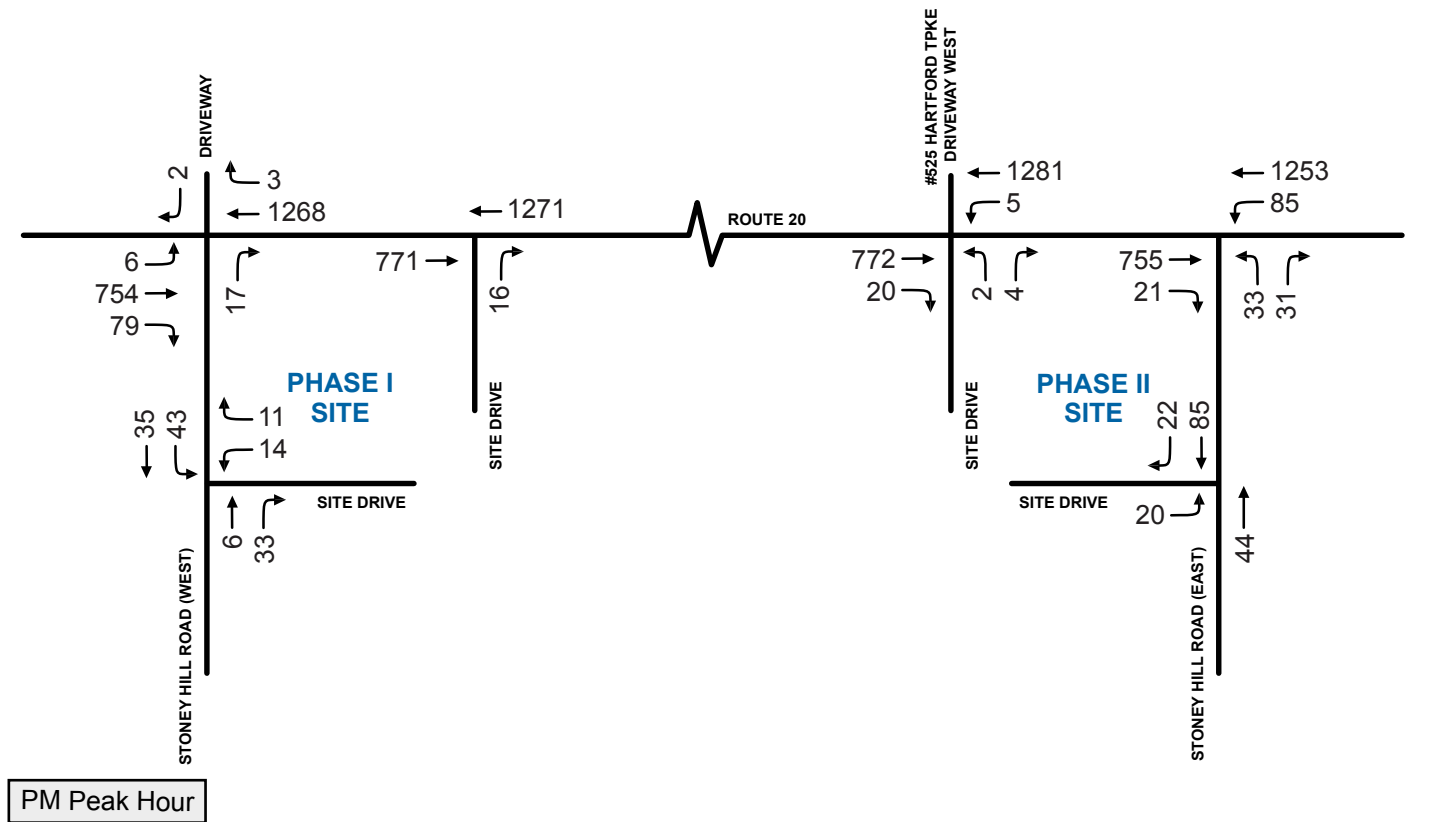 DRIVEWAY
#525 HARTFORD TPKE
DRIVEWAY WEST
2
3
1268
1271
ROUTE 20
1281
5
1253
85
6
754
79
17
771
16
772
20
2
4
755
21
33
31
PHASE I
SITE
PHASE II
SITE
35
43
11
14
SITE DRIVE
SITE DRIVE
22
85
SITE DRIVE
SITE DRIVE
6
33
20
44
STONEY HILL ROAD (WEST)
STONEY HILL ROAD (EAST)
PM Peak Hour